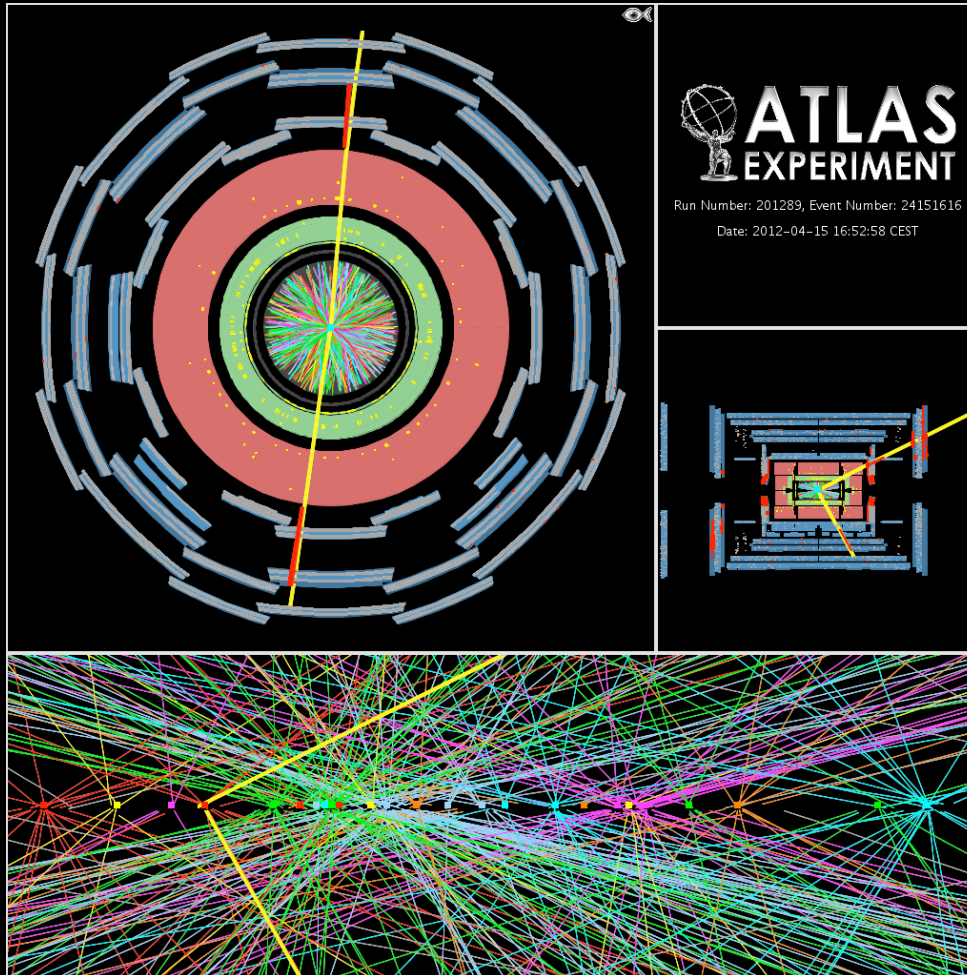 ATLAS
EXPERIMENT
Run Number: 201289, Event Number: 24151616
Date: 2012-04-15 16:52:58 CEST